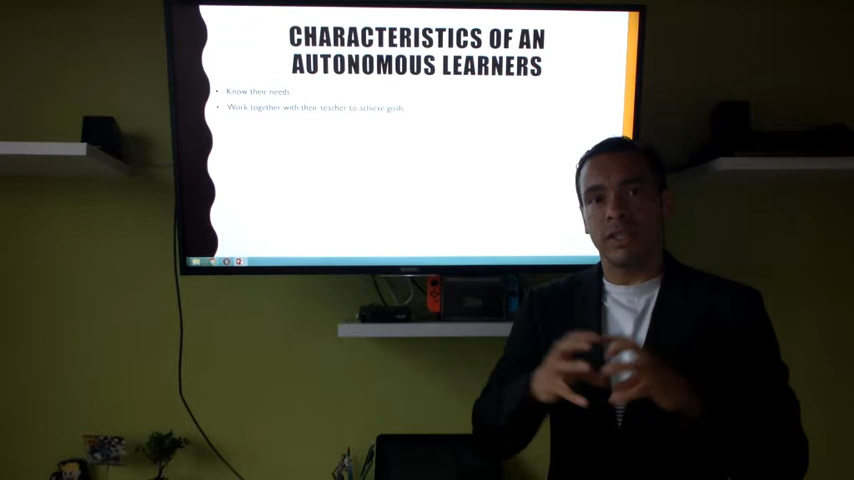 CHARACTERISTICS OF AN
AUTONOMOUS LEARNERS
• Know their needs
• Work together with their teacher to achieve goals